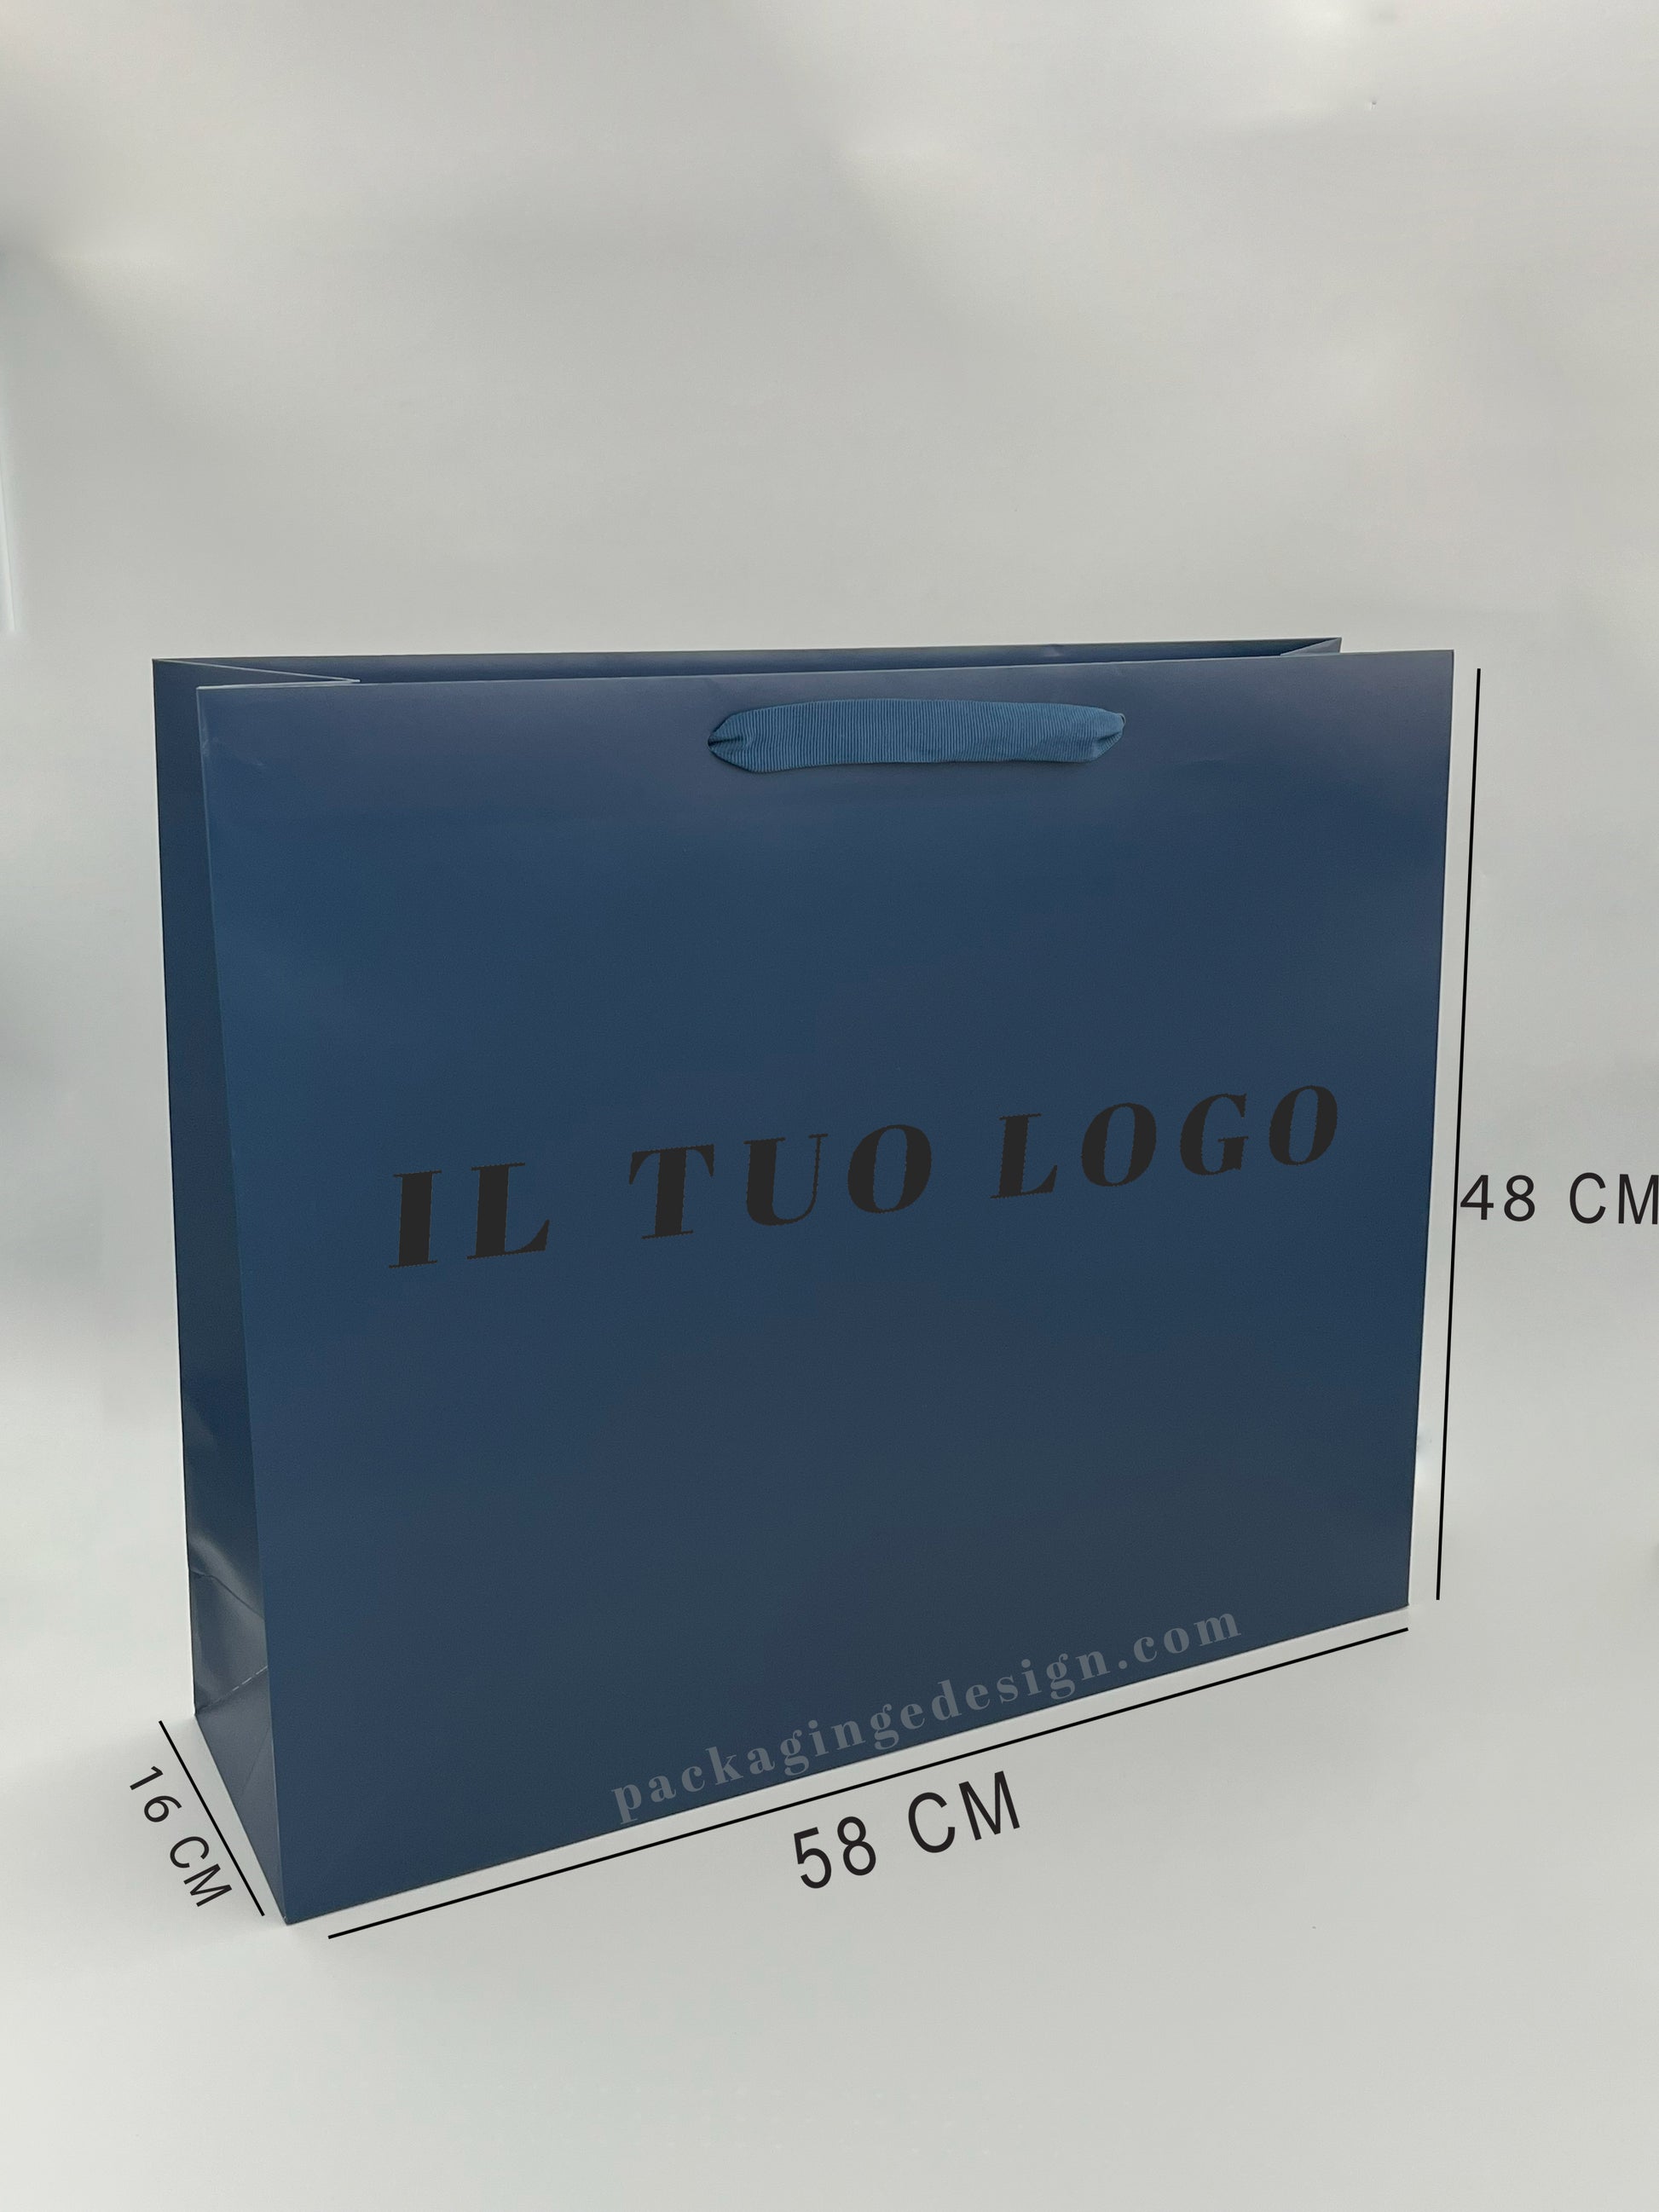 IL TUO LOGO
48 CM
packagingedesign.com
58 CM
16 CM